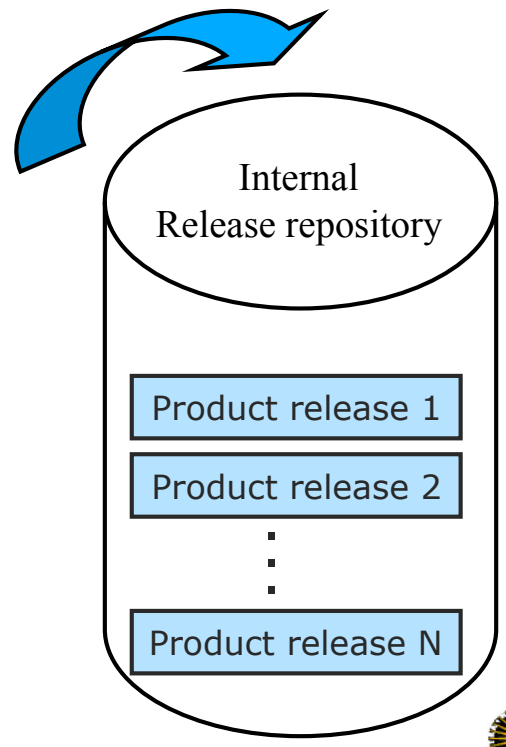 Internal
Release repository
Product release 1
Product release 2
Product release N